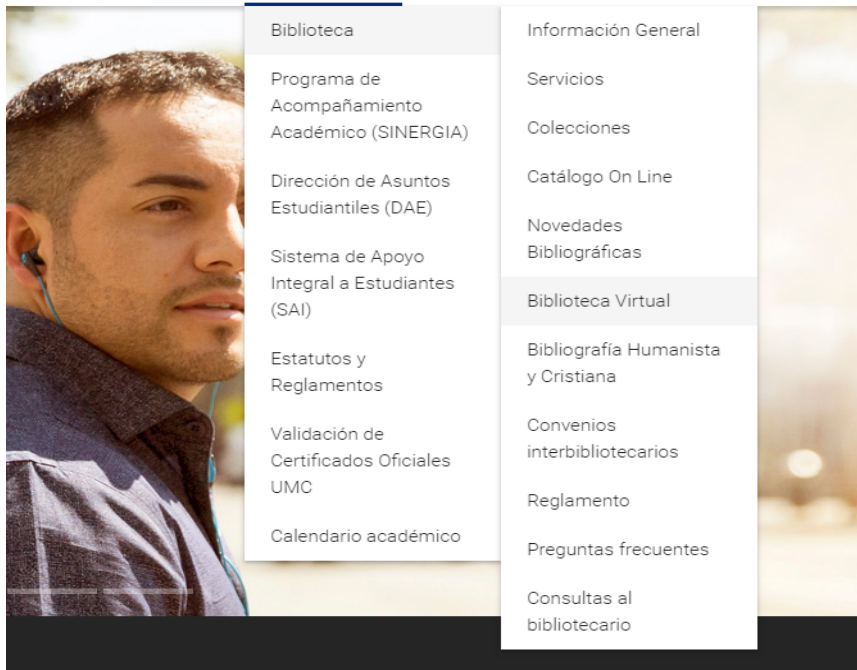 Biblioteca
Programa de
Acompañamiento
Académico (SINERGIA)
Dirección de Asuntos
Estudiantiles (DAE)
Sistema de Apoyo
Integral a Estudiantes
(SAI)
Estatutos y
Reglamentos
Validación de
Certificados Oficiales
UMC
Calendario académico
Información General
Servicios
Colecciones
Catálogo On Line
Novedades
Bibliográficas
Biblioteca Virtual
Bibliografía Humanista
y Cristiana
Convenios
interbibliotecarios
Reglamento
Preguntas frecuentes
Consultas al
bibliotecario